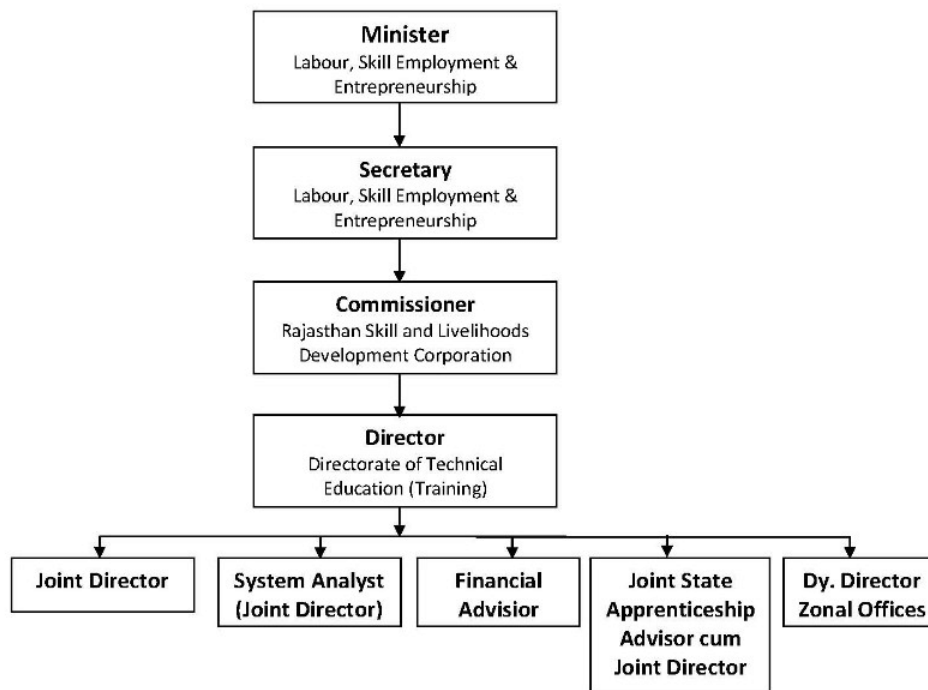 Minister
Labour, Skill Employment &
Entrepreneurship
Secretary
Labour, Skill Employment &
Entrepreneurship
Commissioner
Rajasthan Skill and Livelihoods
Development Corporation
Director
Directorate of Technical
Education (Training)
Joint Director
System Analyst
(Joint Director)
Financial
Advisior
Joint State
Apprenticeship
Advisor cum
Joint Director
Dy. Director
Zonal Offices